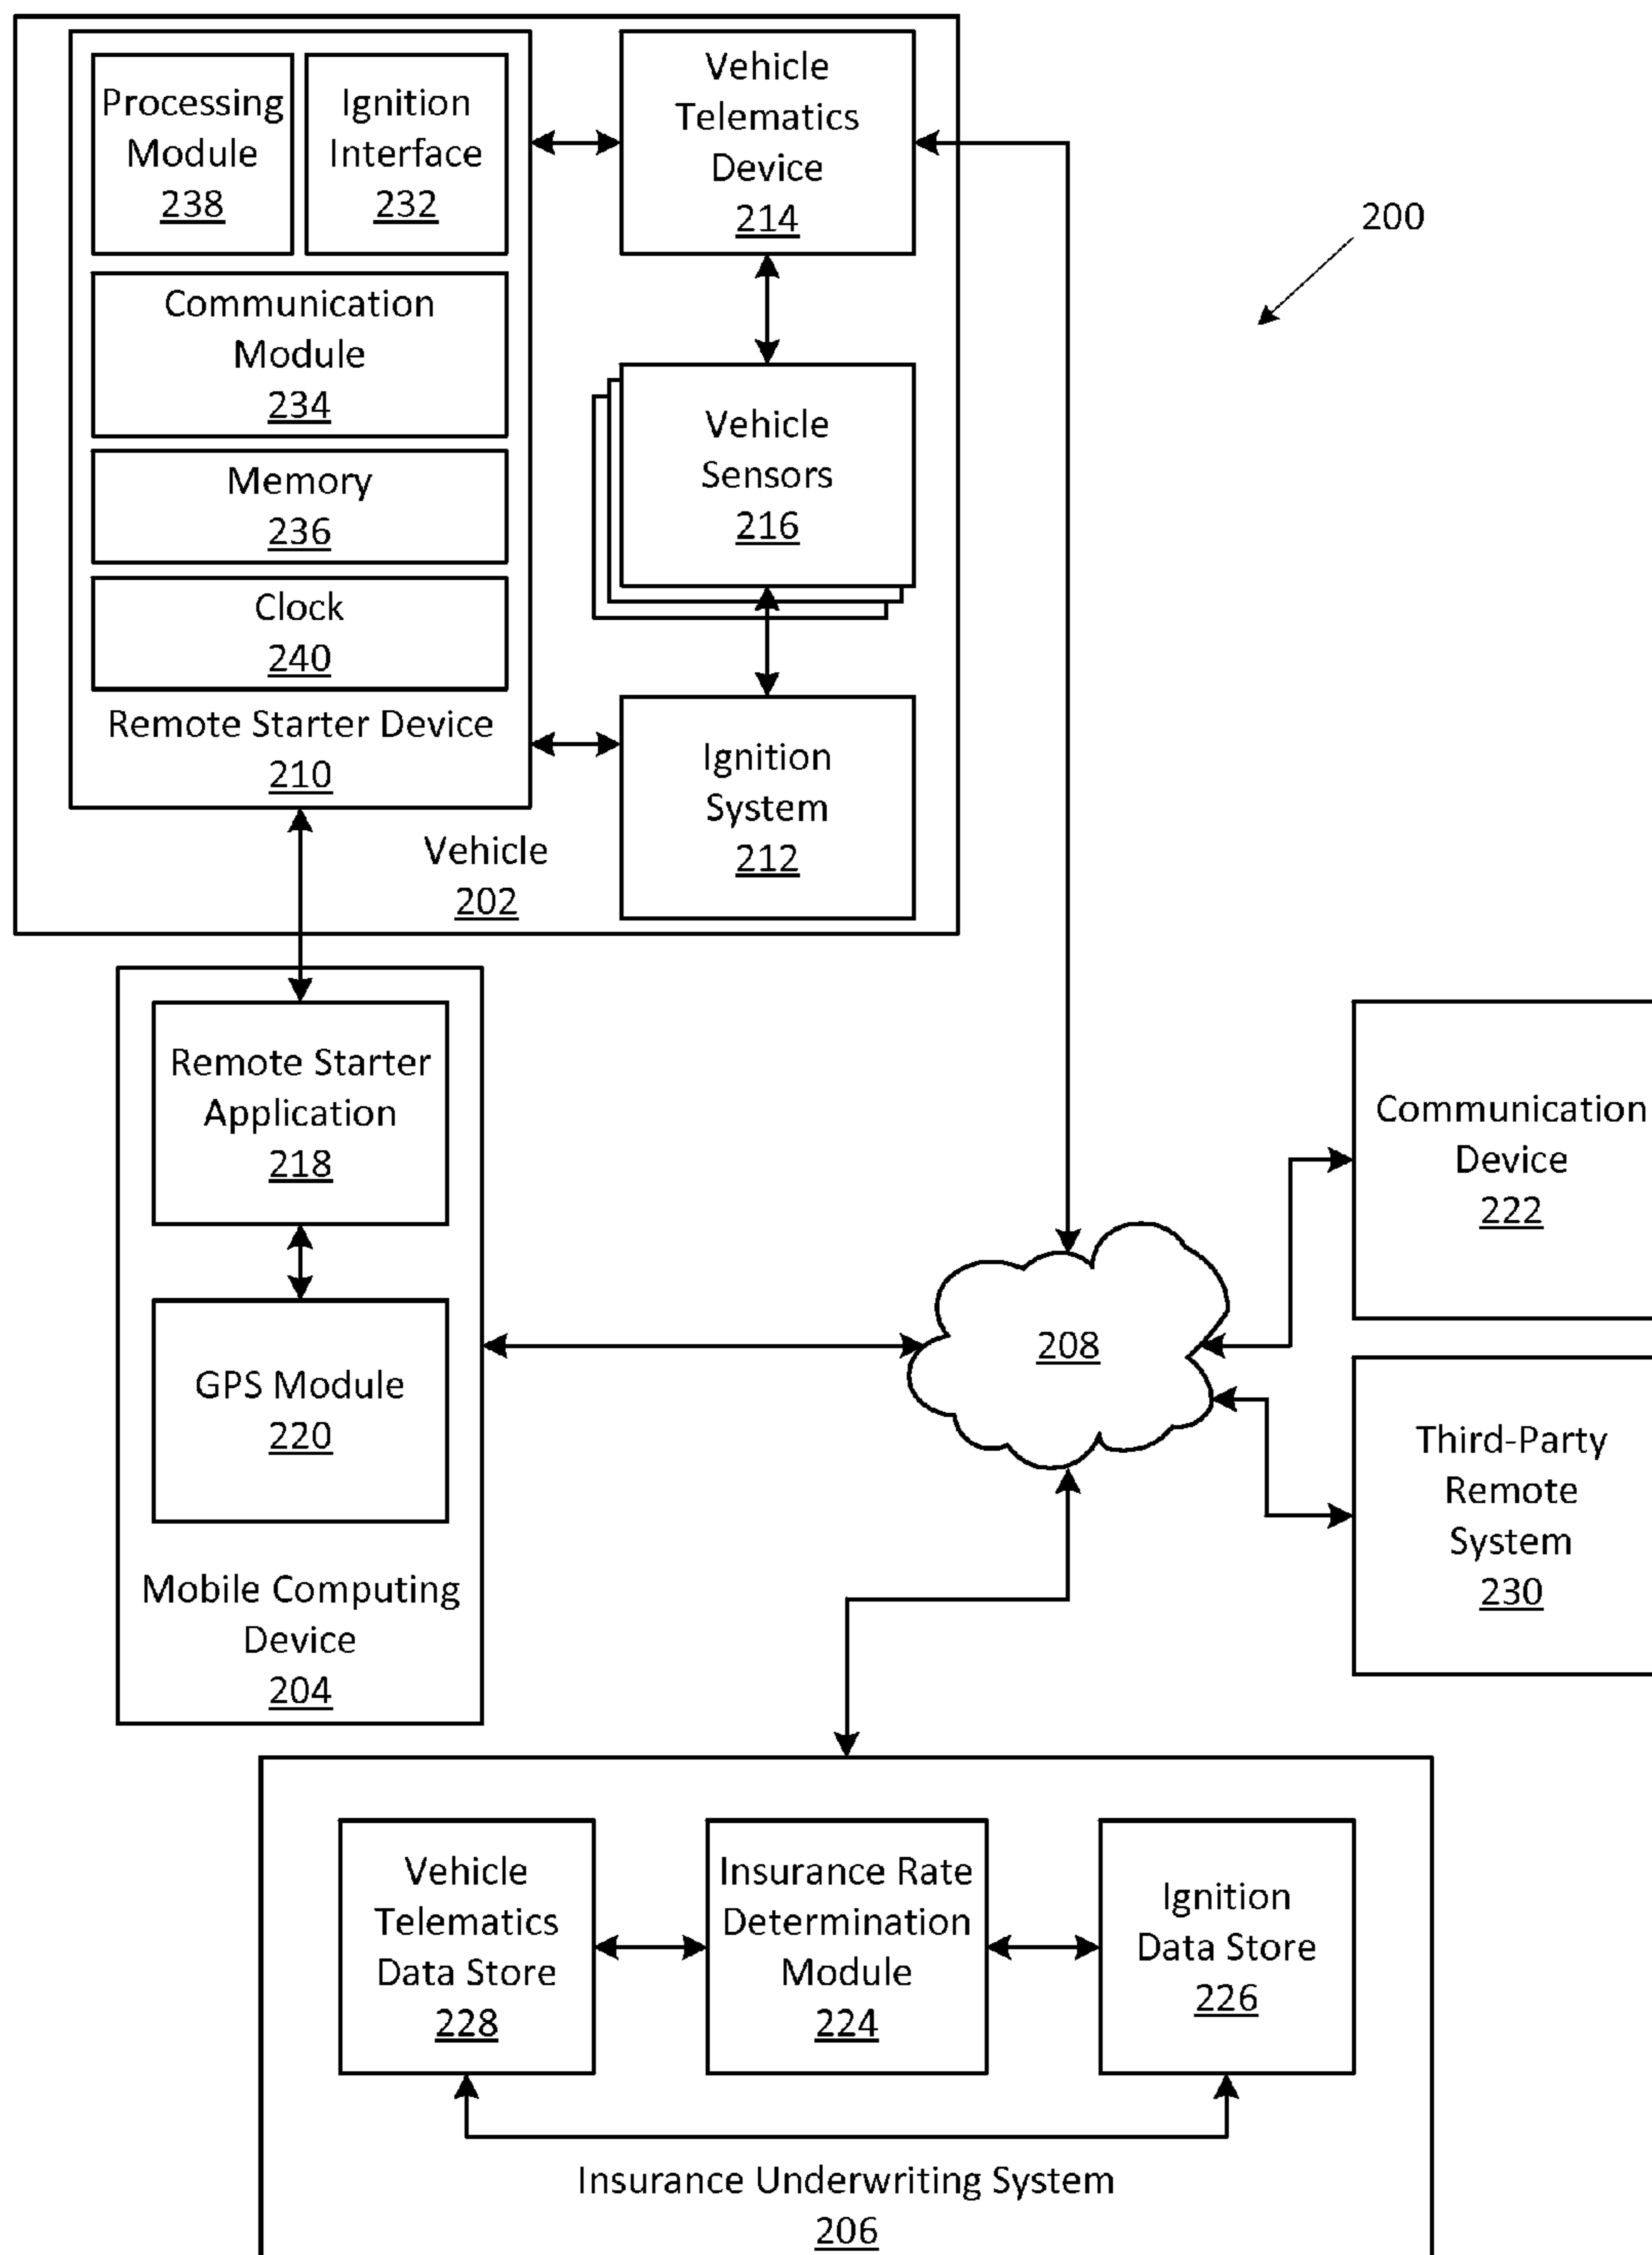 Processing
Module
238
Ignition
Interface
232
Communication
Module
234
Memory
236
Clock
240
Remote Starter Device
210
Vehicle
Telematics
Device
214
Vehicle
Sensors
216
Ignition
System
212
Vehicle
202
200
Remote Starter
Application
218
GPS Module
220
Mobile Computing
Device
204
208
Communication
Device
222
Third-Party
Remote
System
230
Vehicle
Telematics
Data Store
228
Insurance Rate
Determination
Module
224
Ignition
Data Store
226
Insurance Underwriting System
206